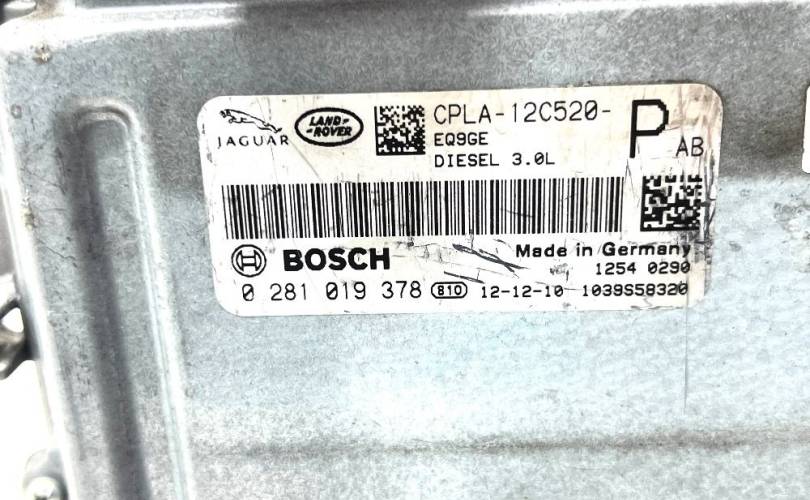 JAGUAR
LAND-
-ROVER
CPLA-12C520-
P AB
EQ9GE
DIESEL 3.0L
BOSCH
Made in Germany
1254 0290
0 281 019 378 810 12-12-10 1039S58320